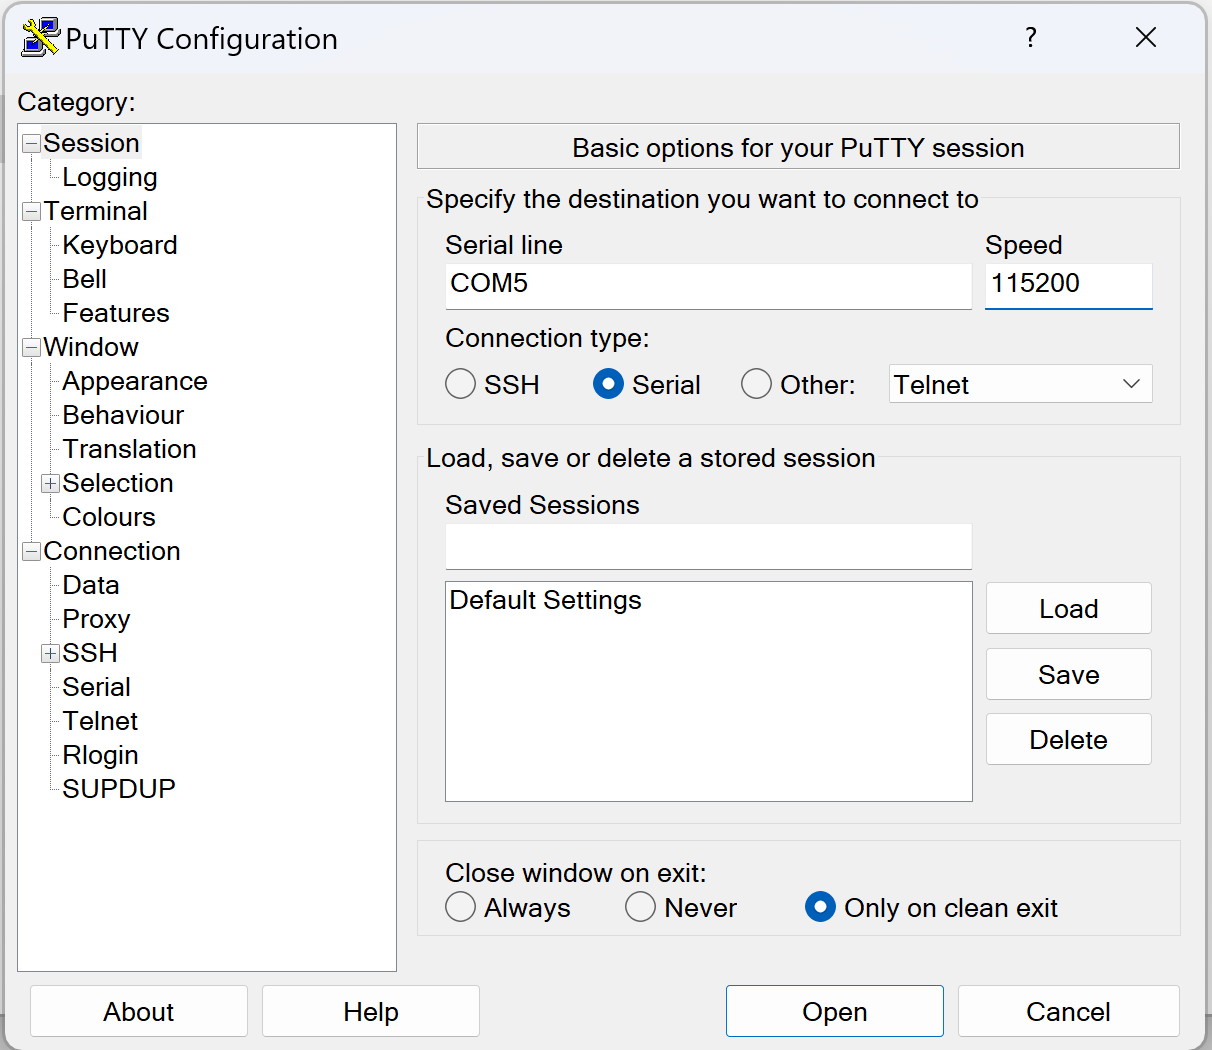 PuTTY Configuration
?
Category:
Session
Logging
Terminal
Keyboard
Bell
Features
Window
Appearance
Behaviour
Translation
Selection
Colours
Connection
Data
Proxy
SSH
Serial
Telnet
Rlogin
SUPDUP
Basic options for your PuTTY session
Specify the destination you want to connect to
Serial line Speed
COM5 115200
Connection type:
SSH Serial Other: Telnet
Load, save or delete a stored session
Saved Sessions
Default Settings
Load
Save
Delete
Close window on exit:
Always Never Only on clean exit
About Help Open Cancel